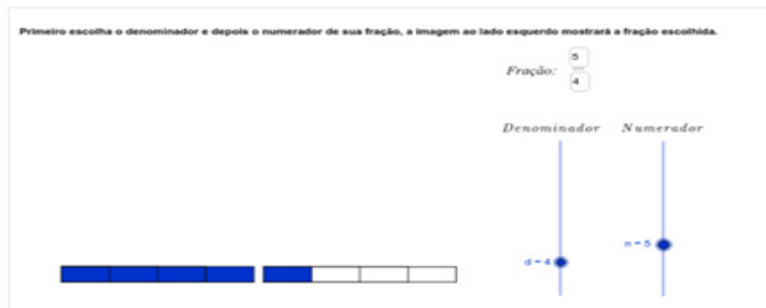 Primeiro escolha o denominador e depois o numerador de sua fração, a imagem ao lado esquerdo mostrará a fração escolhida.
Fração:
5
4
Denominador Numerador
n = 5
d = 4